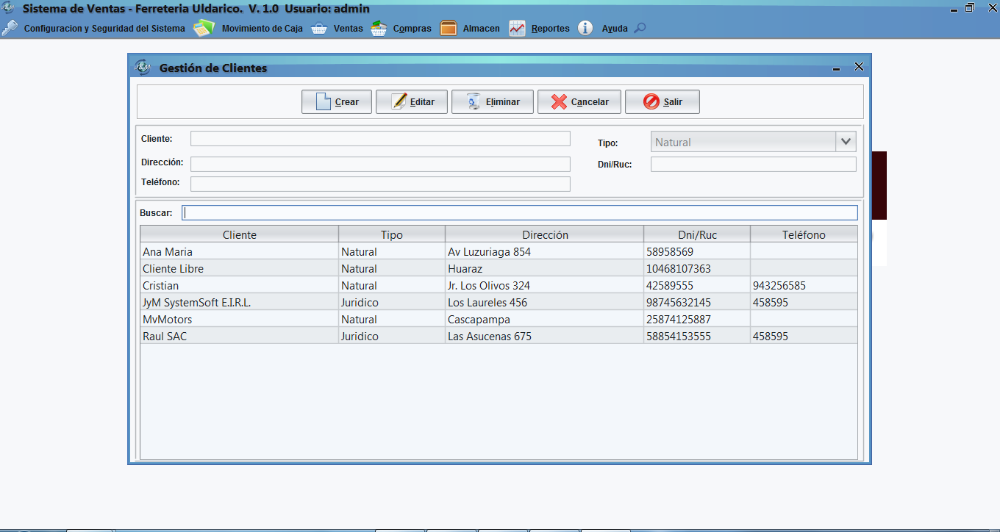 Sistema de Ventas - Ferreteria Uldarico. V. 1.0 Usuario: admin
Configuracion y Seguridad del Sistema Movimiento de Caja Ventas Compras Almacen Reportes Ayuda
Gestión de Clientes
Crear Editar Eliminar Cancelar Salir
Cliente: Tipo: Natural
Dirección: Dni/Ruc:
Teléfono:
Buscar:
Cliente Tipo Dirección Dni/Ruc Teléfono
Ana Maria Natural Av Luzuriaga 854 58958569
Cliente Libre Natural Huaraz 10468107363
Cristian Natural Jr. Los Olivos 324 42589555 943256585
JyM SystemSoft E.I.R.L. Juridico Los Laureles 456 98745632145 458595
MvMotors Natural Cascapampa 25874125887
Raul SAC Juridico Las Asucenas 675 58854153555 458595